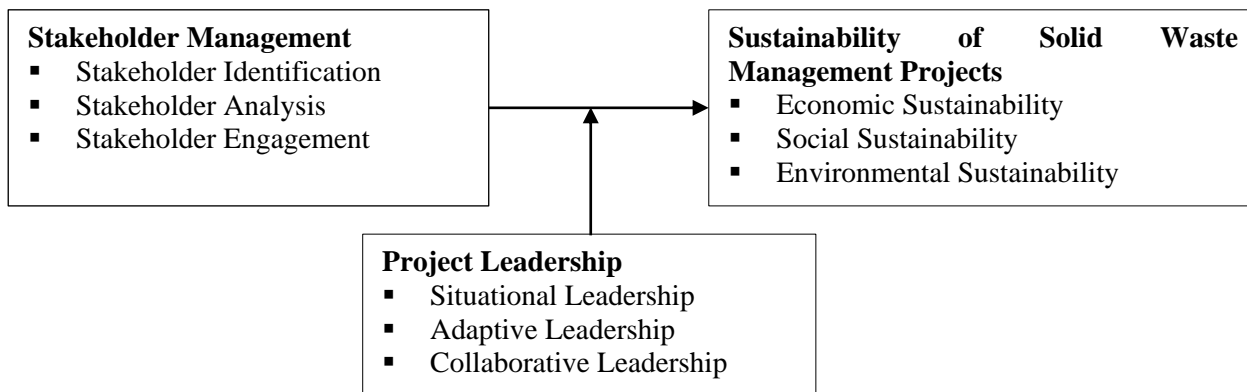 Stakeholder Management
▪ Stakeholder Identification
▪ Stakeholder Analysis
▪ Stakeholder Engagement
Sustainability of Solid Waste
Management Projects
▪ Economic Sustainability
▪ Social Sustainability
▪ Environmental Sustainability
Project Leadership
▪ Situational Leadership
▪ Adaptive Leadership
▪ Collaborative Leadership